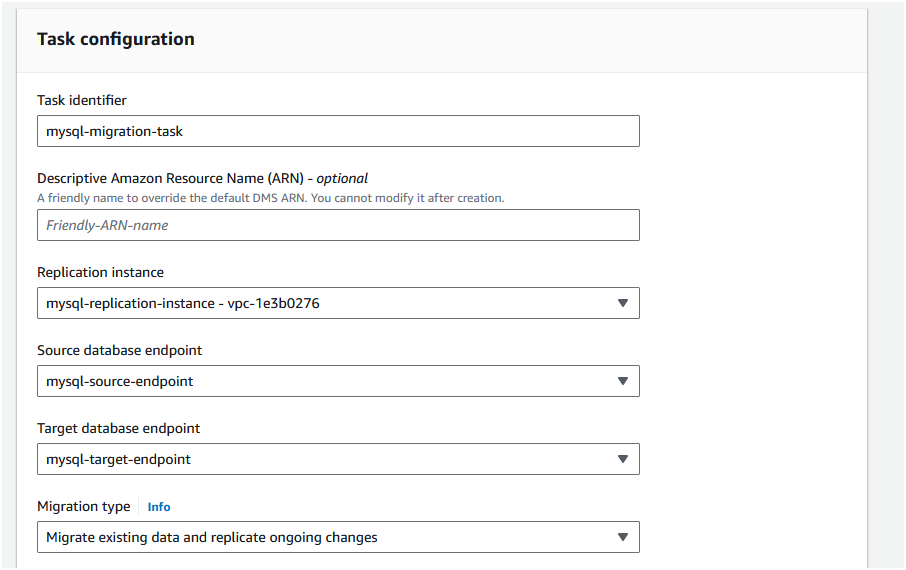 Task configuration
Task identifier
mysql-migration-task
Descriptive Amazon Resource Name (ARN) - optional
A friendly name to override the default DMS ARN. You cannot modify it after creation.
Friendly-ARN-name
Replication instance
mysql-replication-instance - vpc-1e3b0276
Source database endpoint
mysql-source-endpoint
Target database endpoint
mysql-target-endpoint
Migration type Info
Migrate existing data and replicate ongoing changes